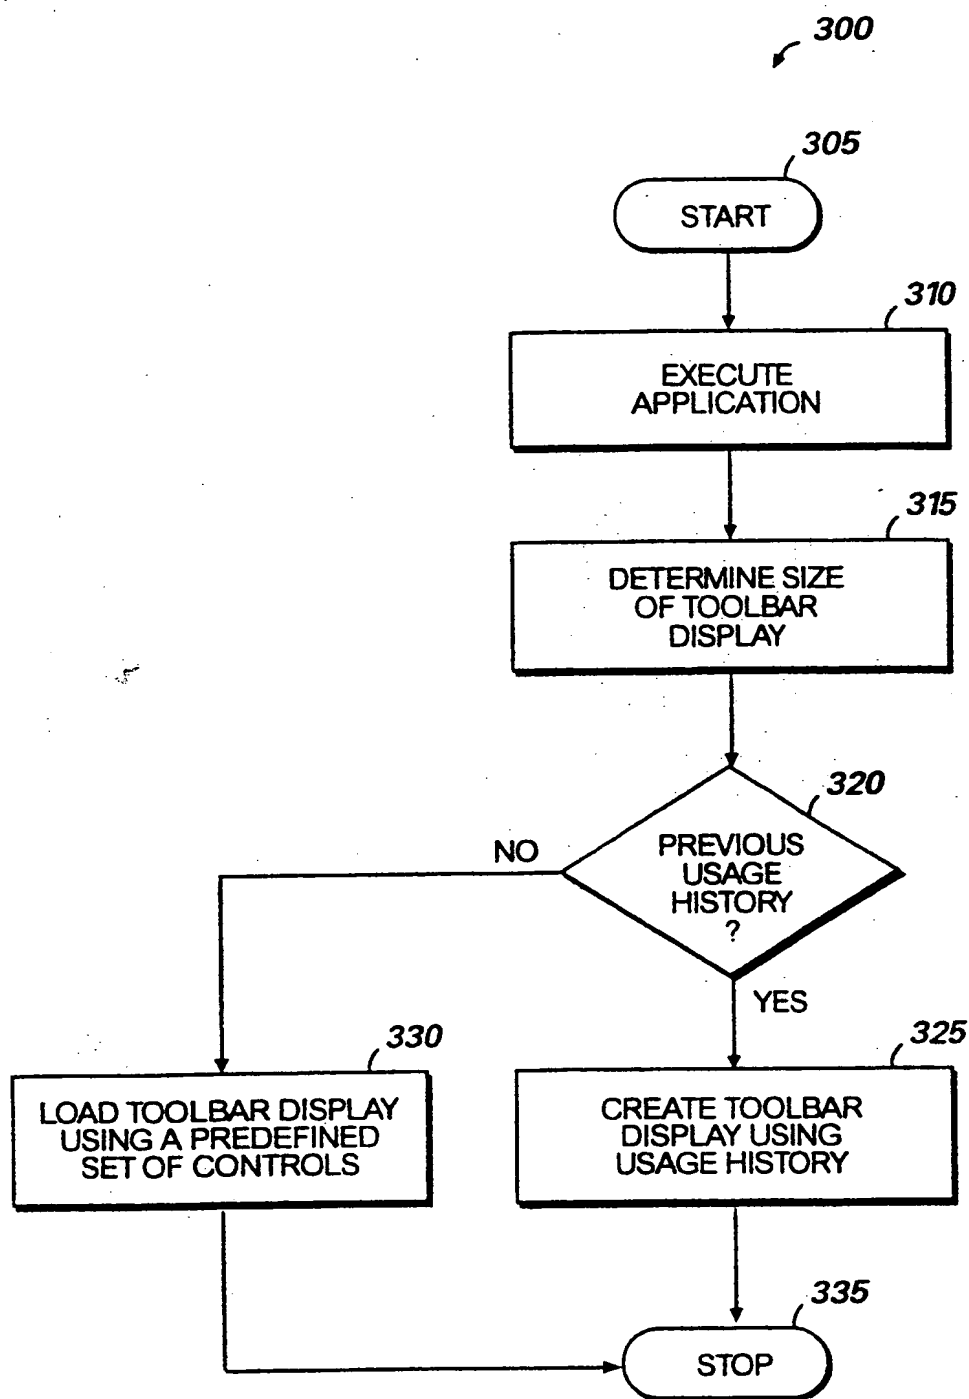 300
305
START
310
EXECUTE
APPLICATION
315
DETERMINE SIZE
OF TOOLBAR
DISPLAY
320
PREVIOUS
USAGE
HISTORY
?
NO
YES
330
LOAD TOOLBAR DISPLAY
USING A PREDEFINED
SET OF CONTROLS
325
CREATE TOOLBAR
DISPLAY USING
USAGE HISTORY
335
STOP